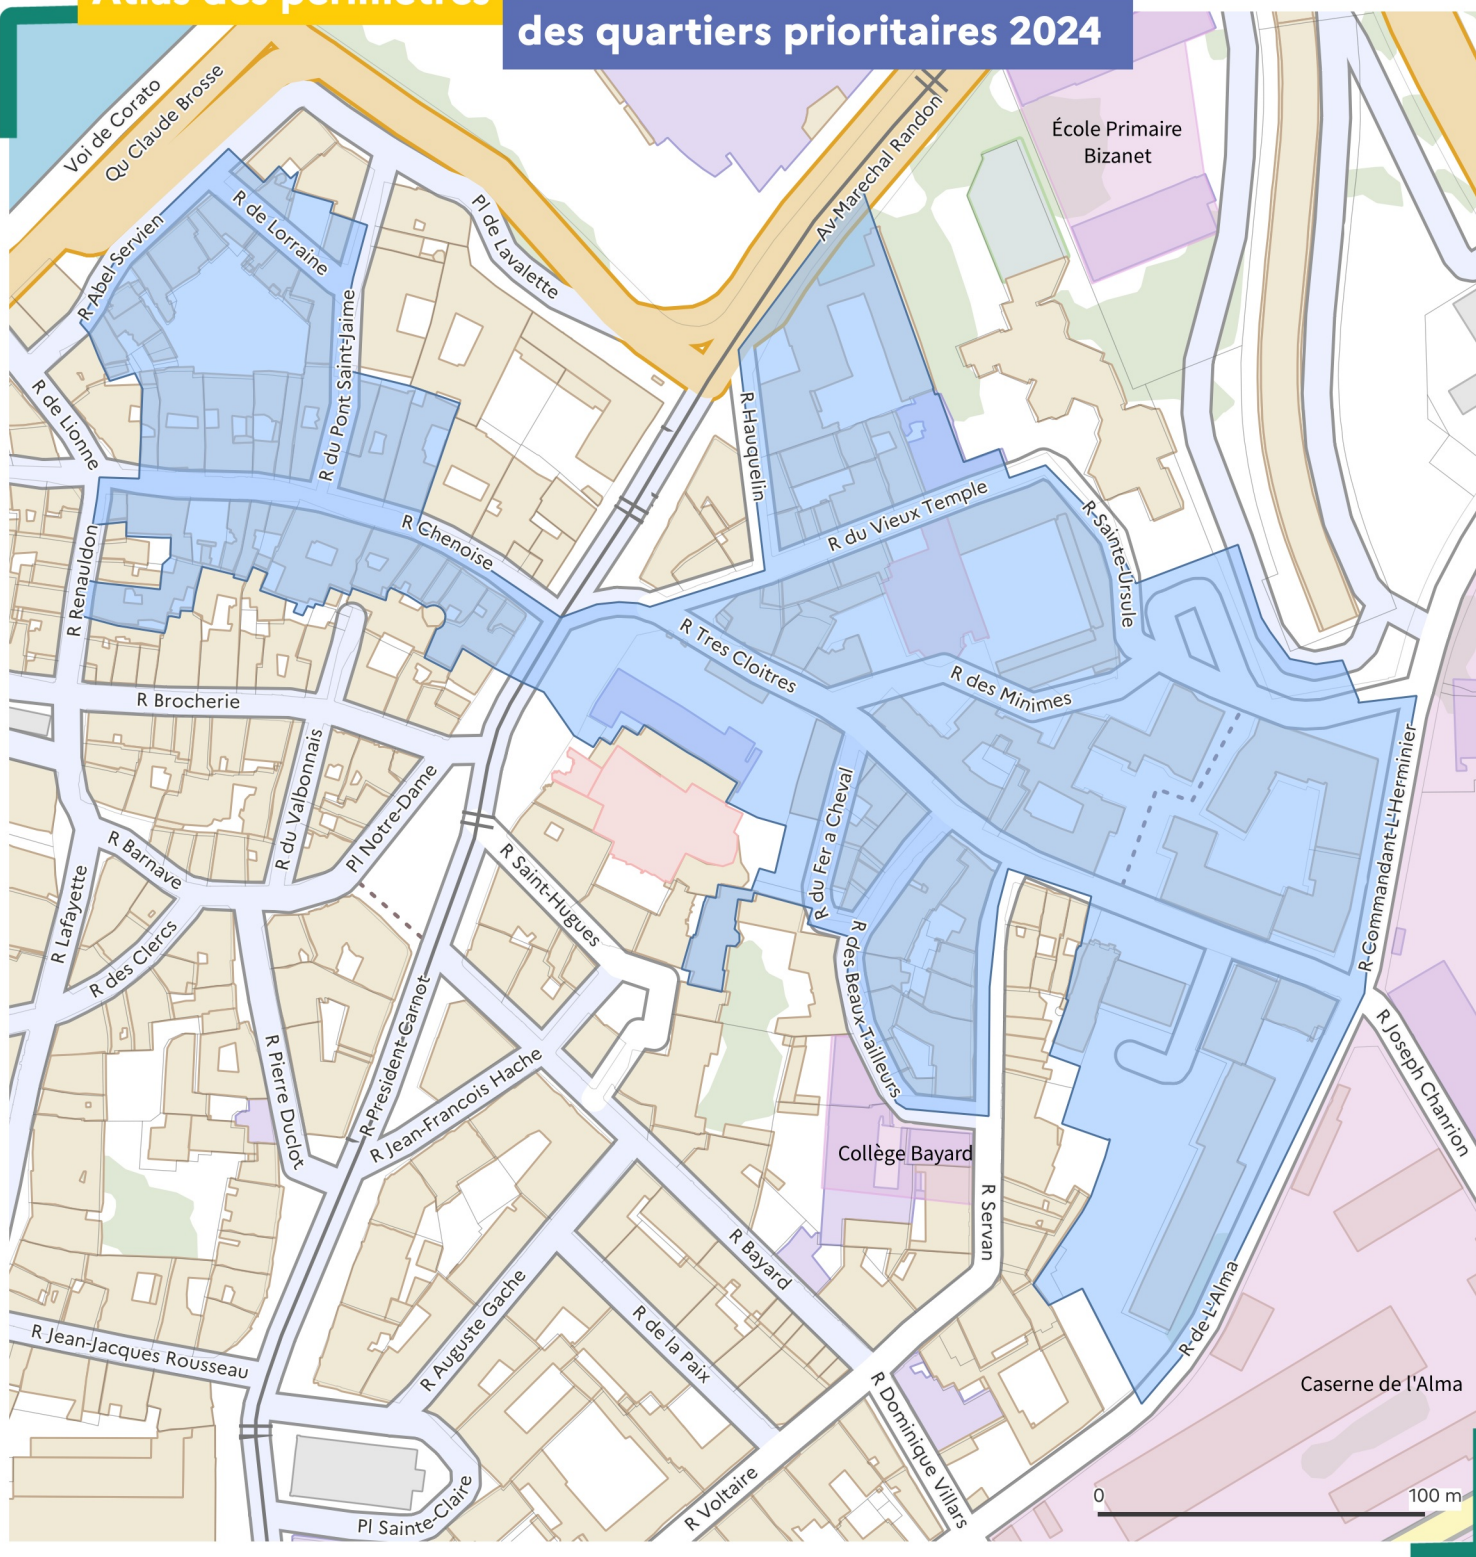 Atlas des périmètres
des quartiers prioritaires 2024
Voi de Corato
Qu Claude Brosse
École Primaire
Bizanet
Av Marechal Randon
Pl de Lavalette
R de Lorraine
R Abel-Servien
R du Pont Saint-Jaime
R de Lionne
R Hauquelin
R du Vieux Temple
R Sainte-Ursule
R Chenoise
R Renauldon
R Tres Cloitres
R des Minimes
R Brocherie
R du Valbonnais
Pl Notre-Dame
R Barnave
R Lafayette
R des Clercs
R Saint-Hugues
R du Fer a Cheval
R des Beaux Tailleurs
R Commandant-L'Herminier
R Joseph Chanrion
R Pierre Duclot
R-President-Carnot
R Jean-Francois Hache
Collège Bayard
R Servan
R Bayard
R de la Paix
R Auguste Gache
R Jean-Jacques Rousseau
R-de-L'Alma
Caserne de l'Alma
R Dominique Villars
R Voltaire
Pl Sainte-Claire
0
100 m